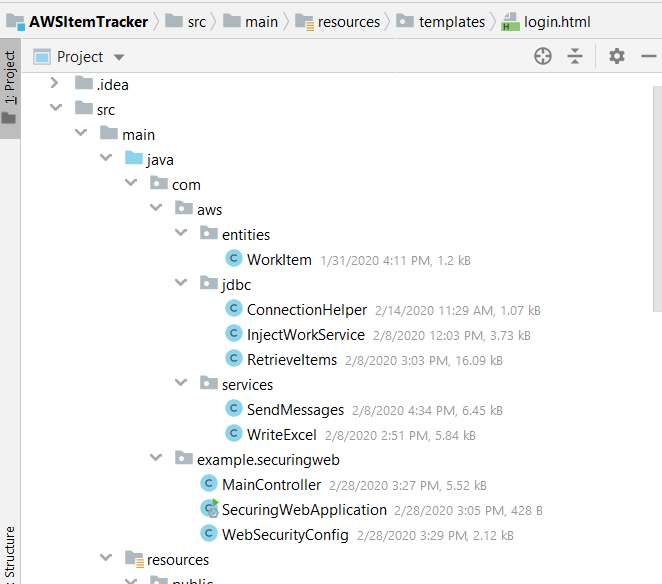 AWSItemTracker src main resources templates login.html
1: Project
Project
.idea
src
main
java
com
aws
entities
C WorkItem 1/31/2020 4:11 PM, 1.2 kB
jdbc
C ConnectionHelper 2/14/2020 11:29 AM, 1.07 kB
C InjectWorkService 2/8/2020 12:03 PM, 3.73 kB
C RetrieveItems 2/8/2020 3:03 PM, 16.09 kB
services
C SendMessages 2/8/2020 4:34 PM, 6.45 kB
C WriteExcel 2/8/2020 2:51 PM, 5.84 kB
example.securingweb
C MainController 2/28/2020 3:27 PM, 5.52 kB
C SecuringWebApplication 2/28/2020 3:05 PM, 428 B
C WebSecurityConfig 2/28/2020 3:29 PM, 2.12 kB
resources
public
: Structure